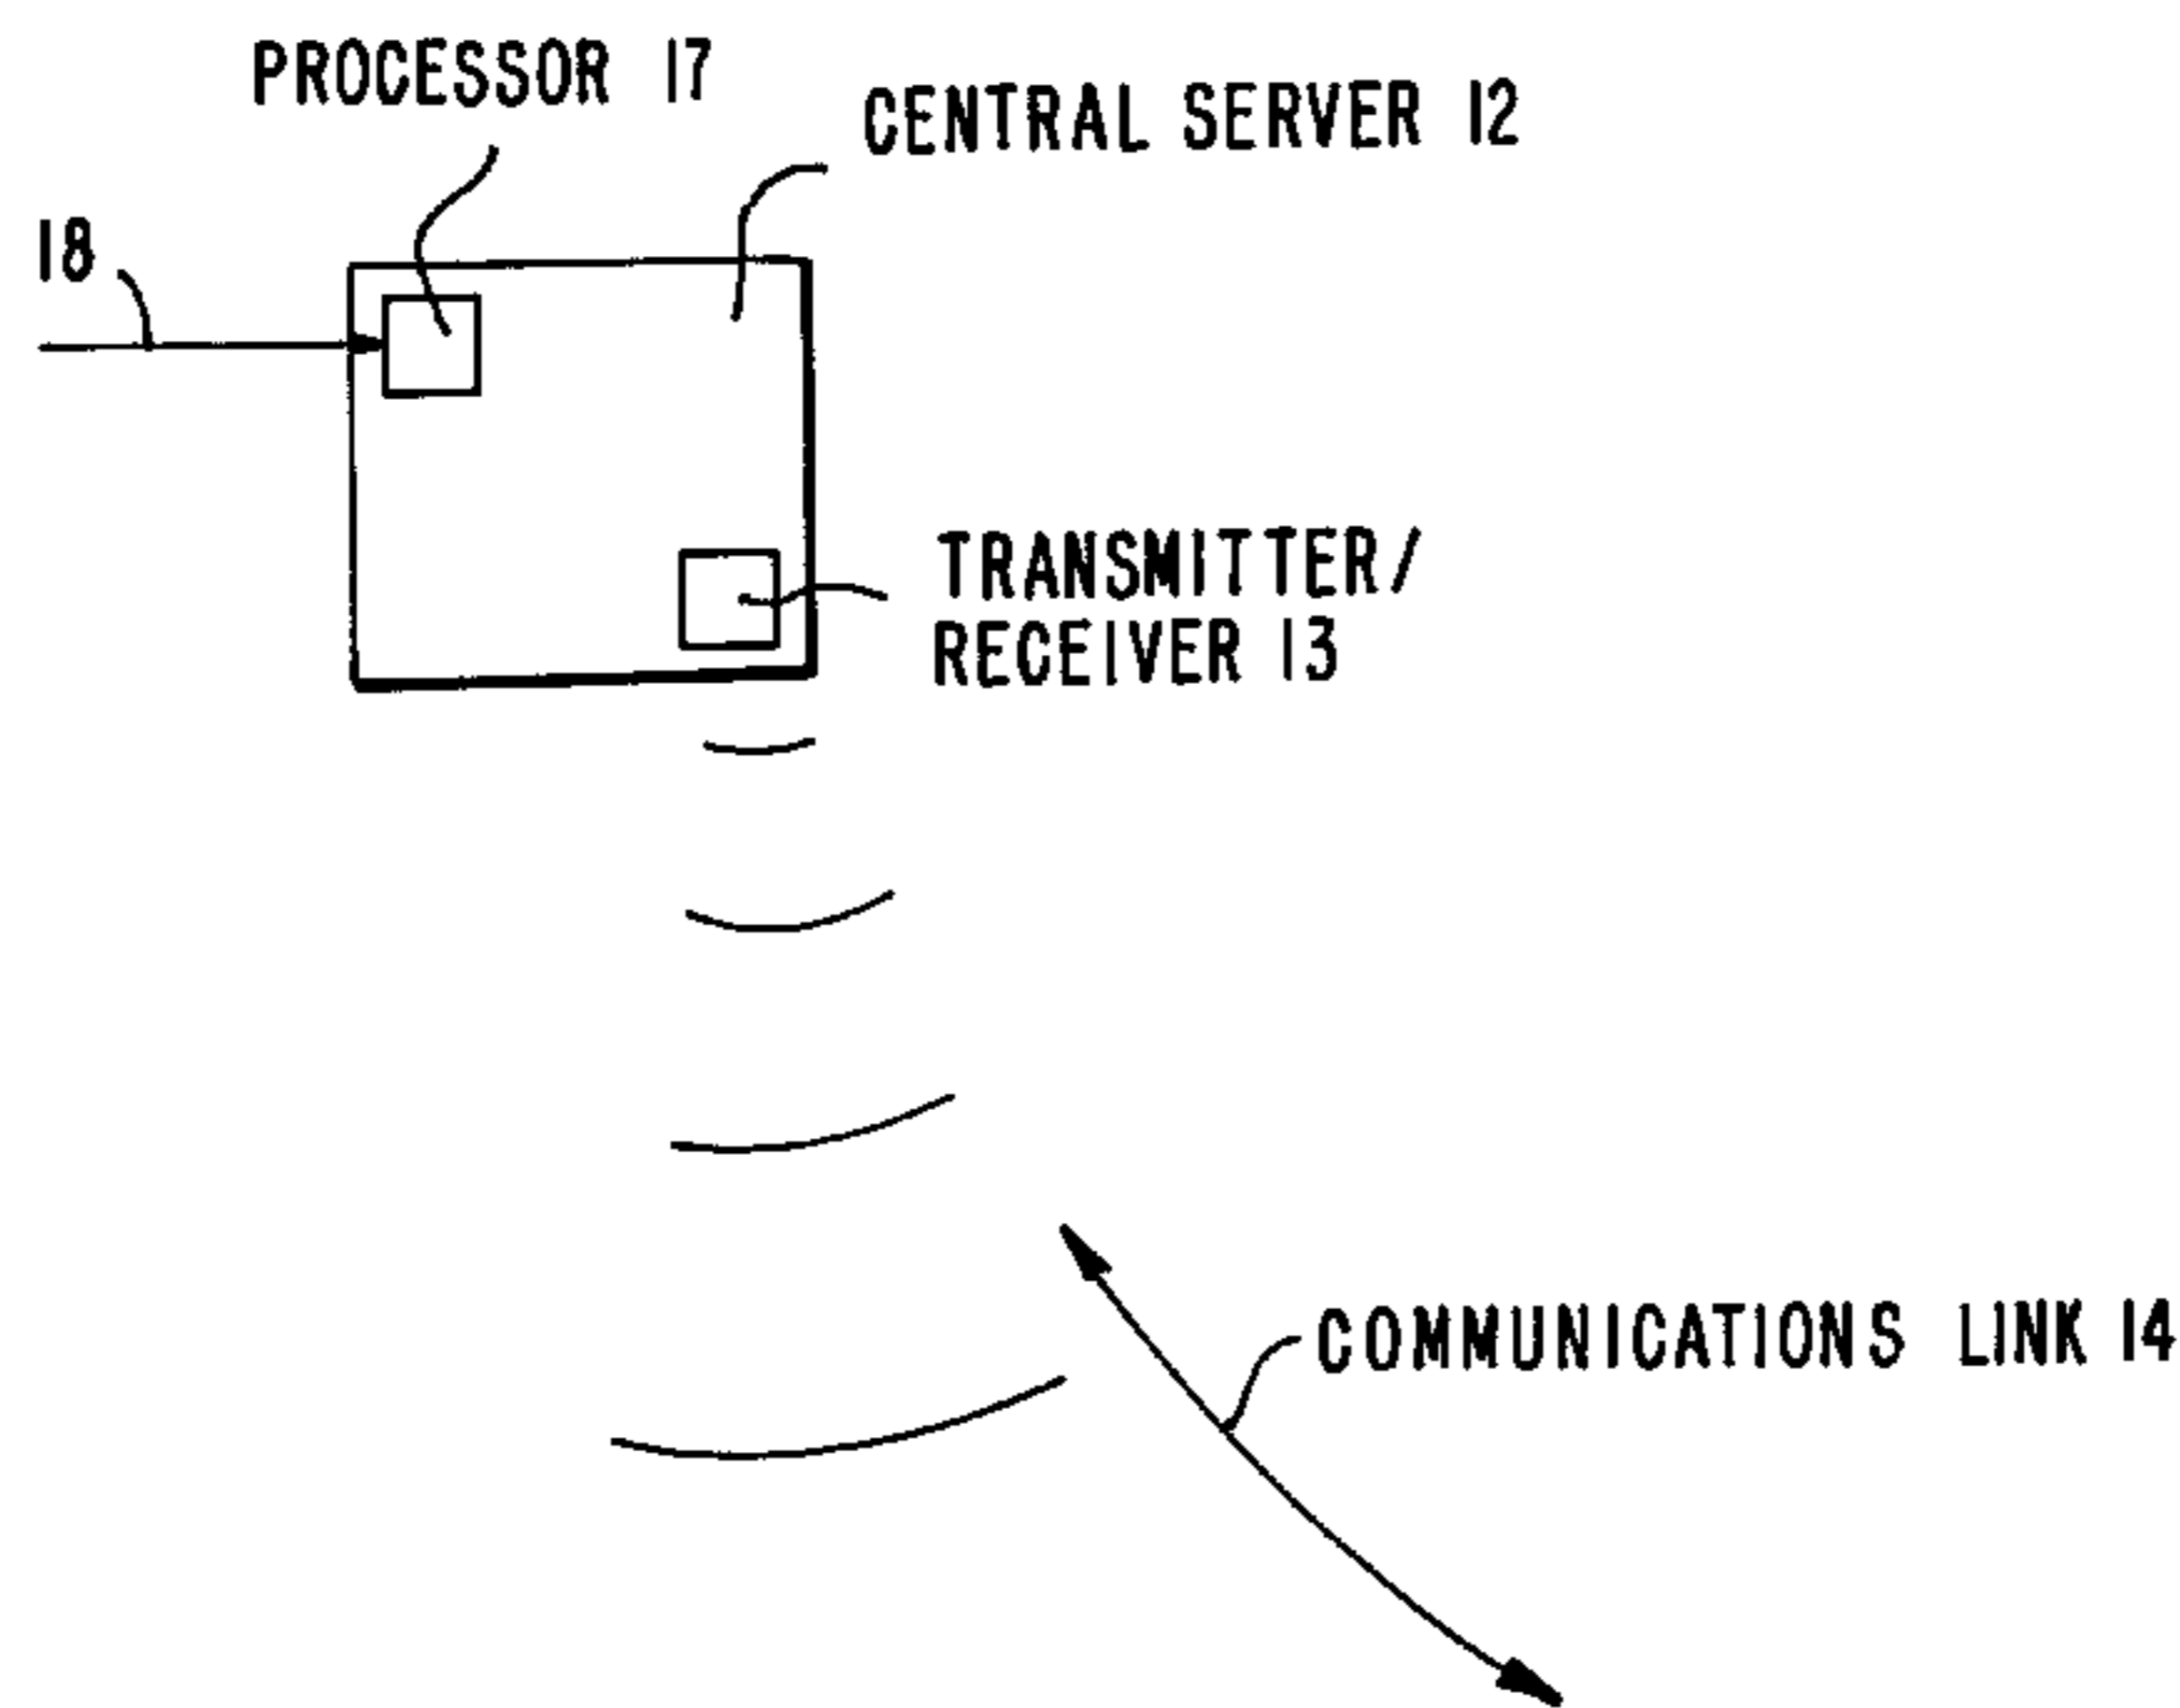 PROCESSOR 17
CENTRAL SERVER 12
18
TRANSMITTER/
RECEIVER 13
COMMUNICATIONS LINK 14